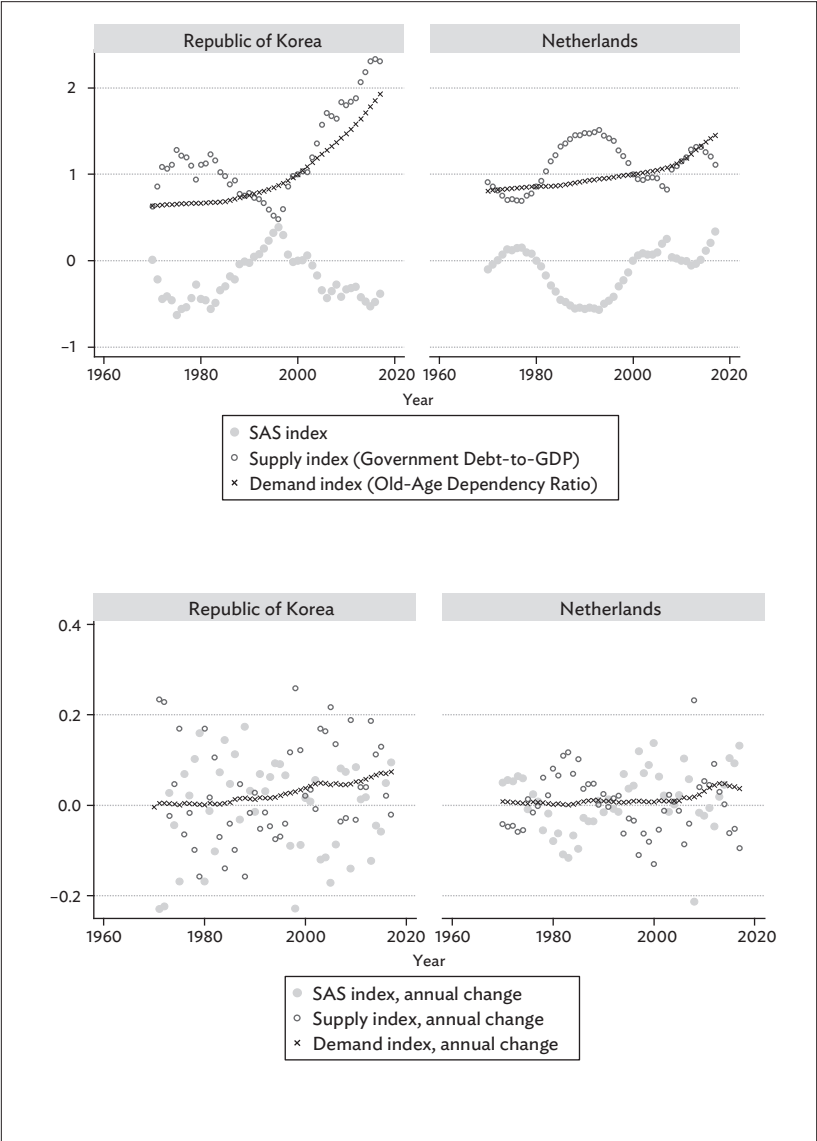 Republic of Korea Netherlands
2
1
0
−1
1960 1980 2000 2020 1960 1980 2000 2020
Year
SAS index
Supply index (Government Debt-to-GDP)
Demand index (Old-Age Dependency Ratio)
Republic of Korea Netherlands
0.4
0.2
0.0
−0.2
1960 1980 2000 2020 1960 1980 2000 2020
Year
SAS index, annual change
Supply index, annual change
Demand index, annual change